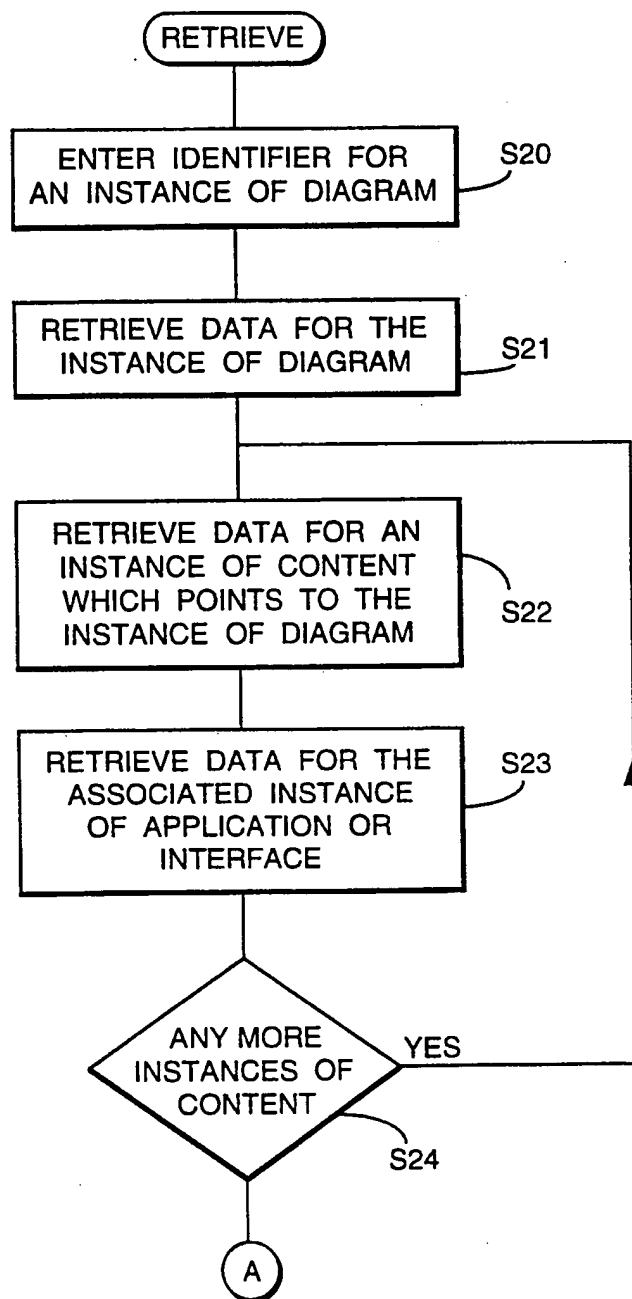 RETRIEVE
ENTER IDENTIFIER FOR
AN INSTANCE OF DIAGRAM
S20
RETRIEVE DATA FOR THE
INSTANCE OF DIAGRAM
S21
RETRIEVE DATA FOR AN
INSTANCE OF CONTENT
WHICH POINTS TO THE
INSTANCE OF DIAGRAM
S22
RETRIEVE DATA FOR THE
ASSOCIATED INSTANCE
OF APPLICATION OR
INTERFACE
S23
ANY MORE
INSTANCES OF
CONTENT
YES
S24
A